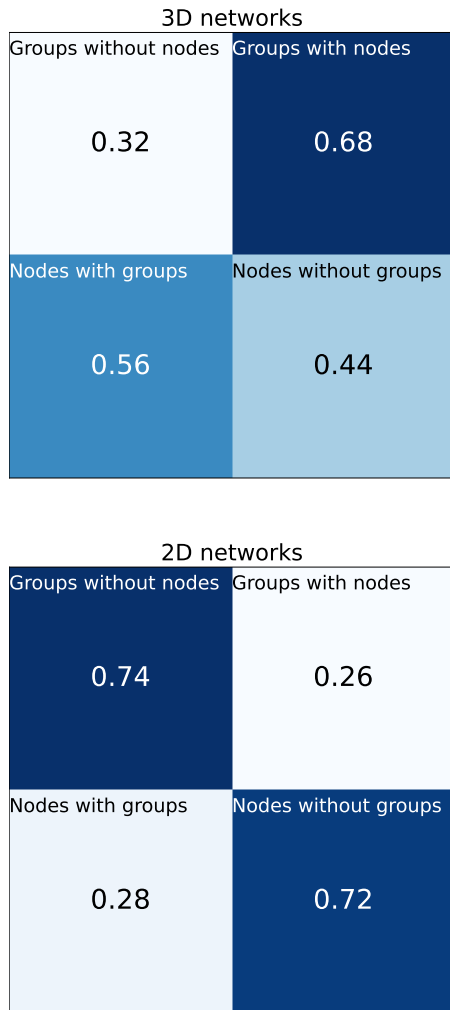 3D networks
Groups without nodes Groups with nodes
0.32 0.68
Nodes with groups Nodes without groups
0.56 0.44
2D networks
Groups without nodes Groups with nodes
0.74 0.26
Nodes with groups Nodes without groups
0.28 0.72